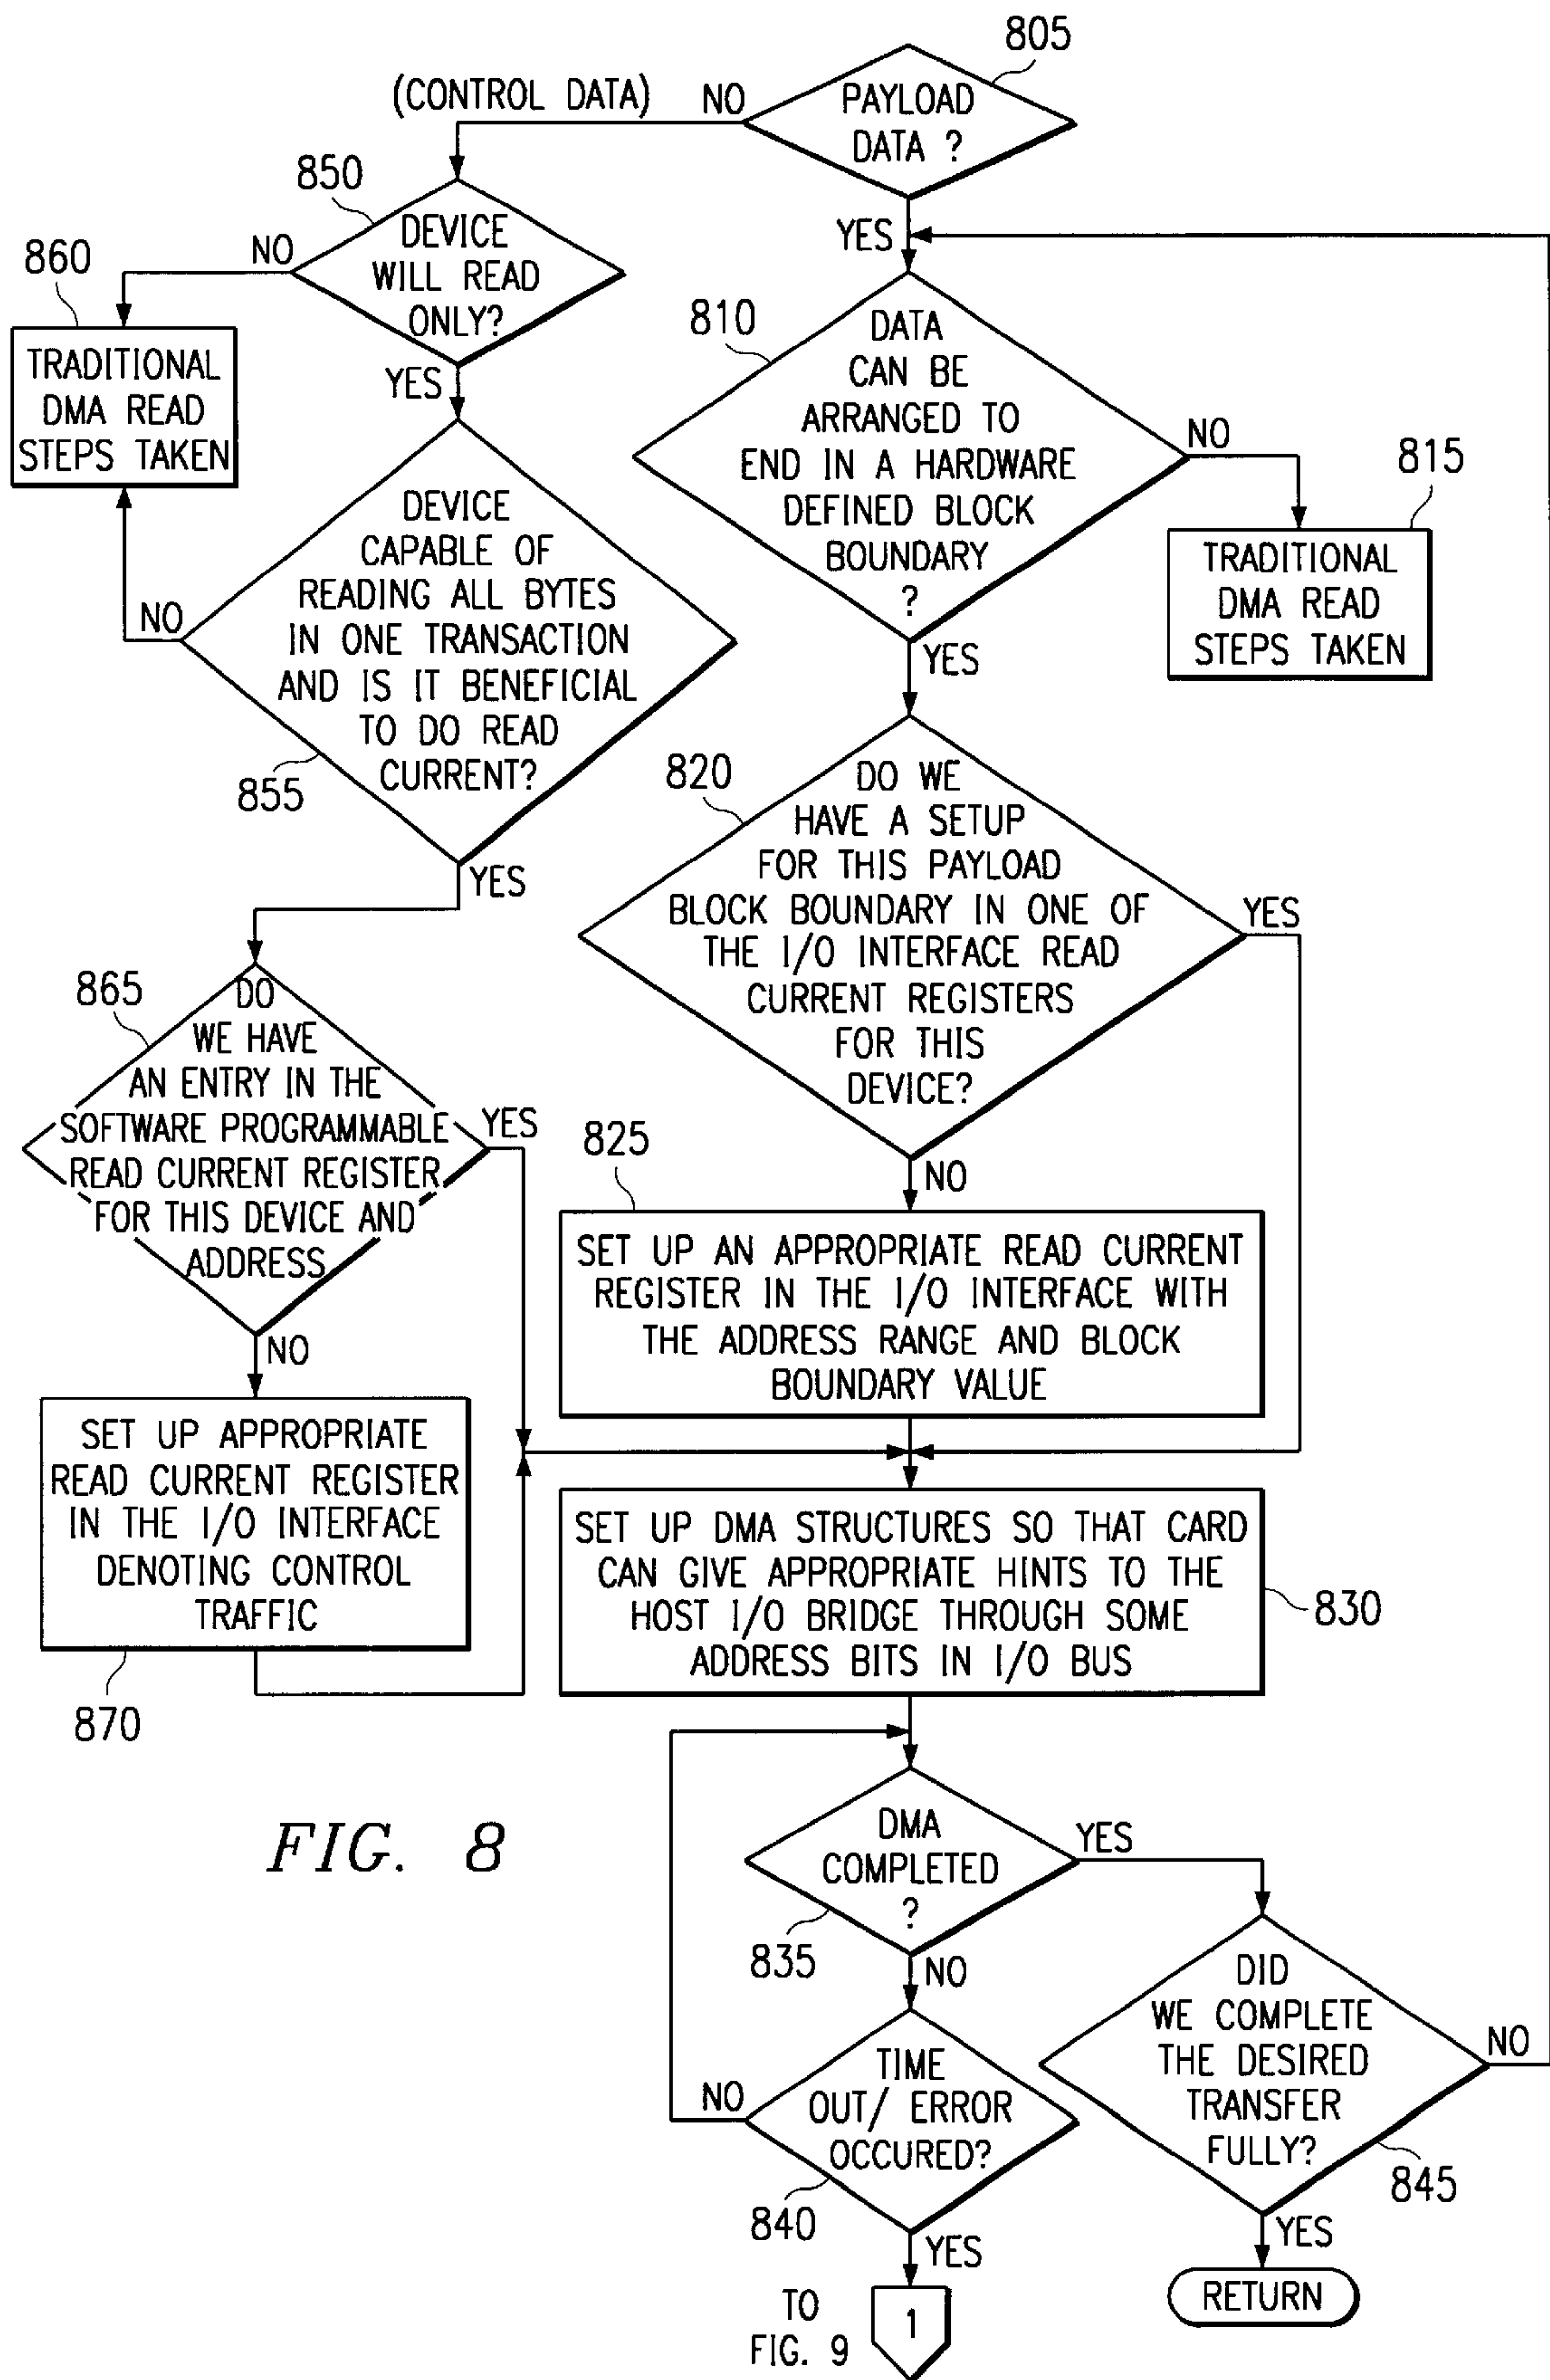 805
(CONTROL DATA) NO
PAYLOAD
DATA ?
850
DEVICE
WILL READ
ONLY?
NO
YES
860
TRADITIONAL
DMA READ
STEPS TAKEN
YES
810
DATA
CAN BE
ARRANGED TO
END IN A HARDWARE
DEFINED BLOCK
BOUNDARY
?
NO
815
TRADITIONAL
DMA READ
STEPS TAKEN
YES
DEVICE
CAPABLE OF
READING ALL BYTES
IN ONE TRANSACTION
AND IS IT BENEFICIAL
TO DO READ
CURRENT?
NO
855
YES
820
DO WE
HAVE A SETUP
FOR THIS PAYLOAD
BLOCK BOUNDARY IN ONE OF
THE I/O INTERFACE READ
CURRENT REGISTERS
FOR THIS
DEVICE?
YES
NO
865
DO
WE HAVE
AN ENTRY IN THE
SOFTWARE PROGRAMMABLE
READ CURRENT REGISTER
FOR THIS DEVICE AND
ADDRESS
YES
NO
825
SET UP AN APPROPRIATE READ CURRENT
REGISTER IN THE I/O INTERFACE WITH
THE ADDRESS RANGE AND BLOCK
BOUNDARY VALUE
SET UP APPROPRIATE
READ CURRENT REGISTER
IN THE I/O INTERFACE
DENOTING CONTROL
TRAFFIC
870
SET UP DMA STRUCTURES SO THAT CARD
CAN GIVE APPROPRIATE HINTS TO THE
HOST I/O BRIDGE THROUGH SOME
ADDRESS BITS IN I/O BUS
830
FIG. 8
DMA
COMPLETED
?
YES
835
NO
TIME
OUT/ ERROR
OCCURED?
NO
840
YES
DID
WE COMPLETE
THE DESIRED
TRANSFER
FULLY?
NO
845
YES
RETURN
TO
FIG. 9
1